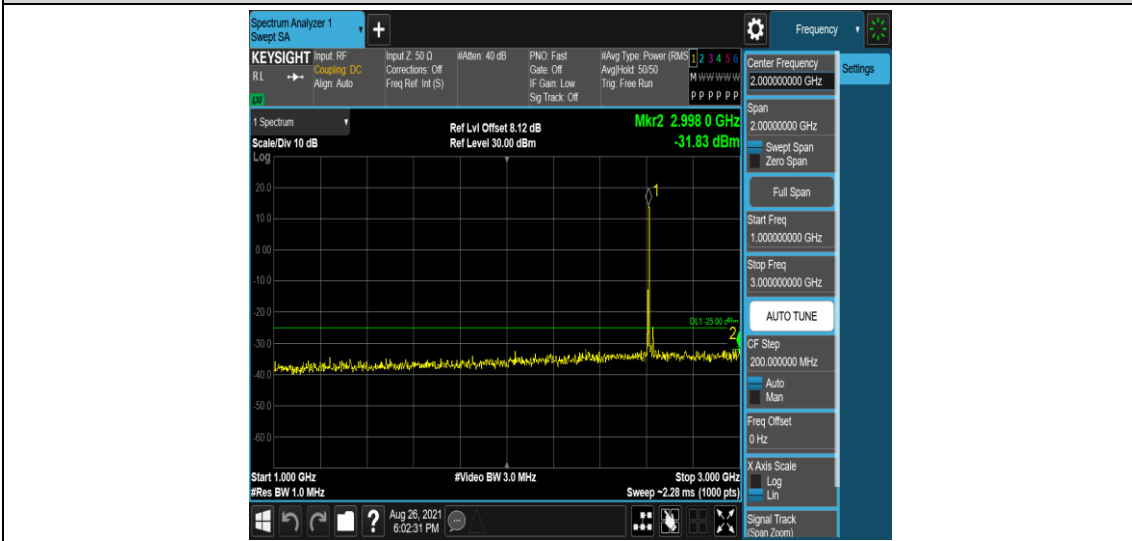 Spectrum Analyzer 1
Swept SA
+
Frequency
KEYSIGHT
RL
LXI
Input: RF
Coupling: DC
Align: Auto
Input Z: 50 Ω
Corrections: Off
Freq Ref: Int (S)
#Atten: 40 dB
PNO: Fast
Gate: Off
IF Gain: Low
Sig Track: Off
#Avg Type: Power (RMS
Avg|Hold: 50/50
Trig: Free Run
1 2 3 4 5 6
M W W W W W
P P P P P P
1 Spectrum
Scale/Div 10 dB
Ref Lvl Offset 8.12 dB
Ref Level 30.00 dBm
Mkr2 2.998 0 GHz
-31.83 dBm
Log
20.0
10.0
0.00
-10.0
-20.0
-30.0
-40.0
-50.0
-60.0
1
DL1 -25.00 dBm
2
Start 1.000 GHz
#Res BW 1.0 MHz
#Video BW 3.0 MHz
Stop 3.000 GHz
Sweep ~2.28 ms (1000 pts)
Center Frequency
2.000000000 GHz
Settings
Span
2.00000000 GHz
Swept Span
Zero Span
Full Span
Start Freq
1.000000000 GHz
Stop Freq
3.000000000 GHz
AUTO TUNE
CF Step
200.000000 MHz
Auto
Man
Freq Offset
0 Hz
X Axis Scale
Log
Lin
Signal Track
(Span Zoom)
?
Aug 26, 2021
6:02:31 PM